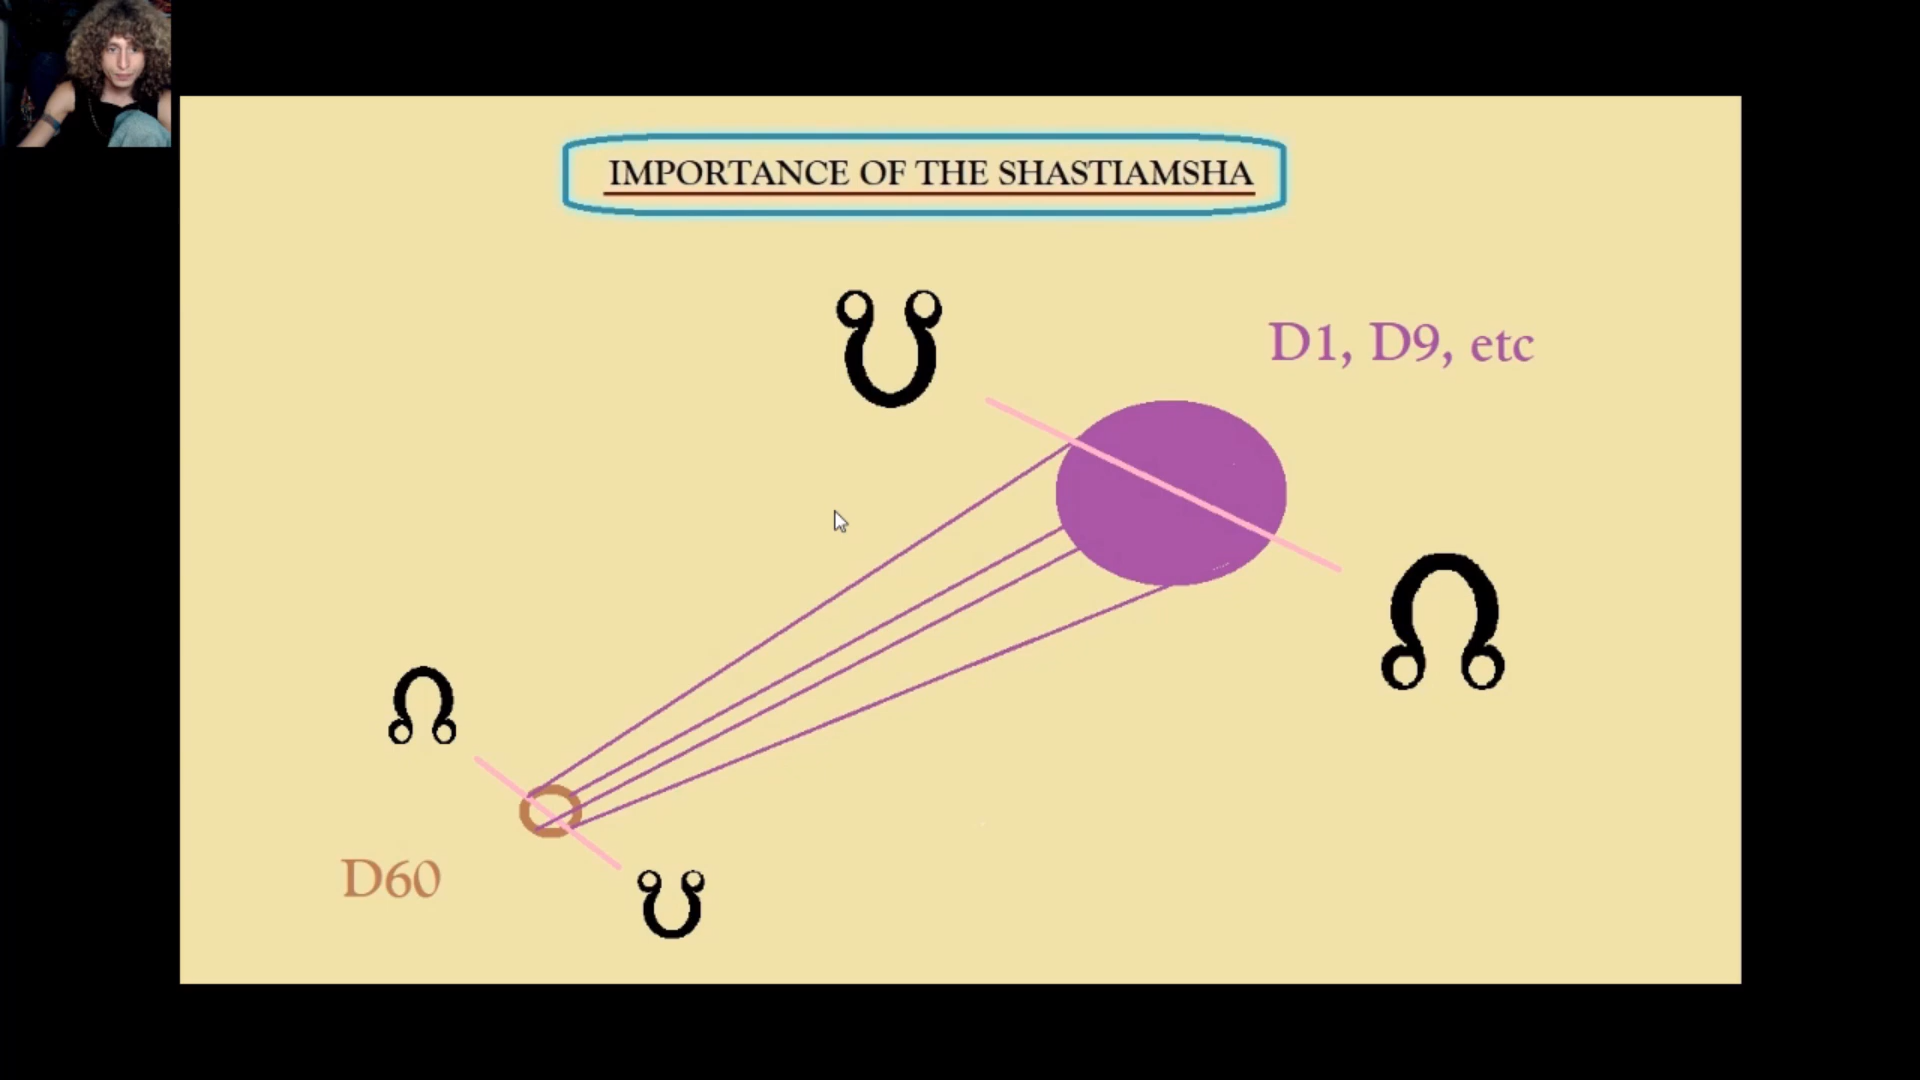 IMPORTANCE OF THE SHASTIAMSHA
D1, D9, etc
D60